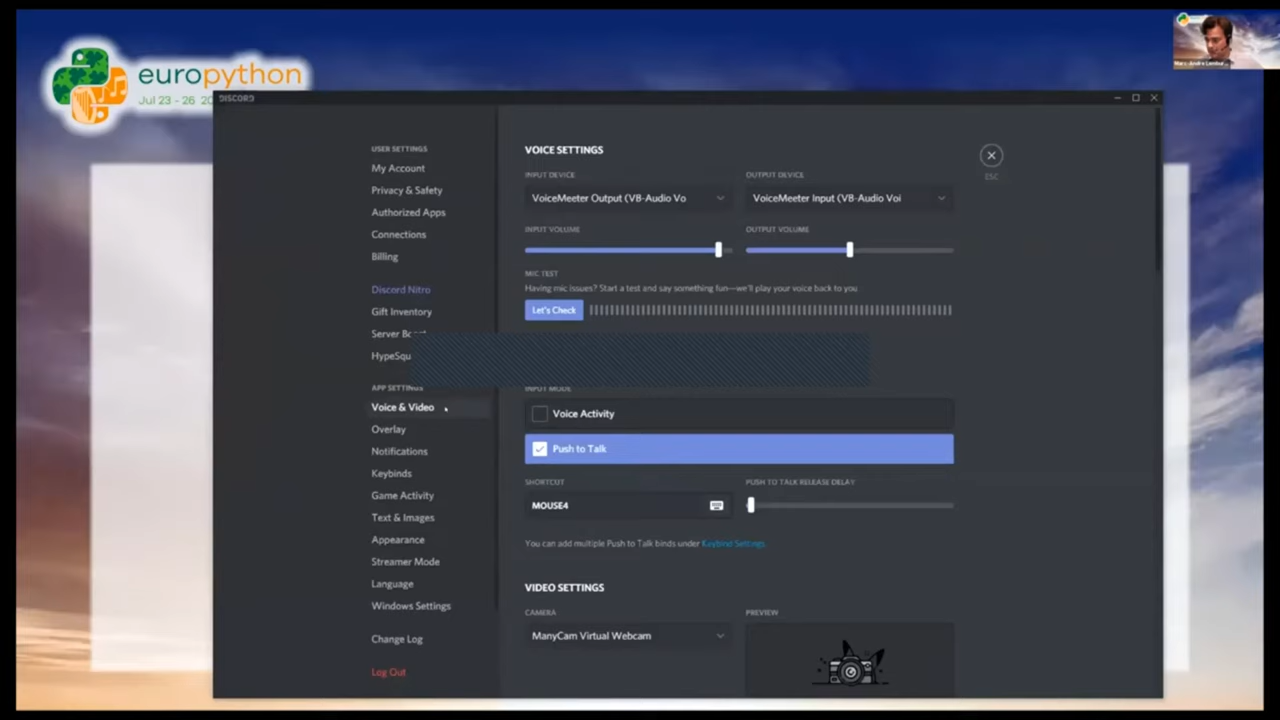 europython
Jul 23 - 26 20
DISCORD
USER SETTINGS
My Account
Privacy & Safety
Authorized Apps
Connections
Billing
Discord Nitro
Gift Inventory
Server Boost
HypeSqu
APP SETTINGS
Voice & Video
Overlay
Notifications
Keybinds
Game Activity
Text & Images
Appearance
Streamer Mode
Language
Windows Settings
Change Log
Log Out
VOICE SETTINGS
INPUT DEVICE
OUTPUT DEVICE
VoiceMeeter Output (VB-Audio Vo
VoiceMeeter Input (VB-Audio Voi
INPUT VOLUME
OUTPUT VOLUME
MIC TEST
Having mic issues? Start a test and say something fun—we'll play your voice back to you
Let's Check
INPUT MODE
Voice Activity
Push to Talk
SHORTCUT
PUSH TO TALK RELEASE DELAY
MOUSE4
You can add multiple Push to Talk binds under Keybind Settings.
VIDEO SETTINGS
CAMERA
PREVIEW
ManyCam Virtual Webcam
ESC